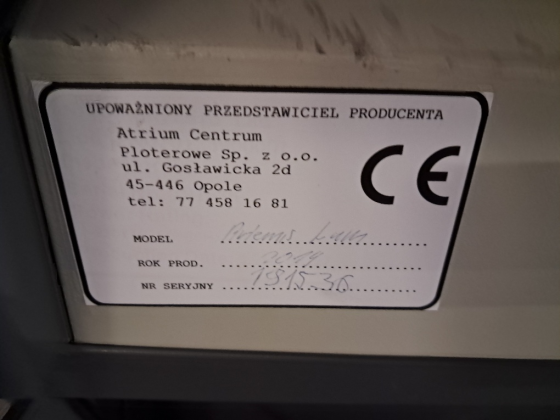 UPOWAŻNIONY PRZEDSTAWICIEL PRODUCENTA
Atrium Centrum
Ploterowe Sp. z o.o.
ul. Gosławicka 2d
45-446 Opole
tel: 77 458 16 81
CE
MODEL
ROK PROD. 2019
NR SERYJNY